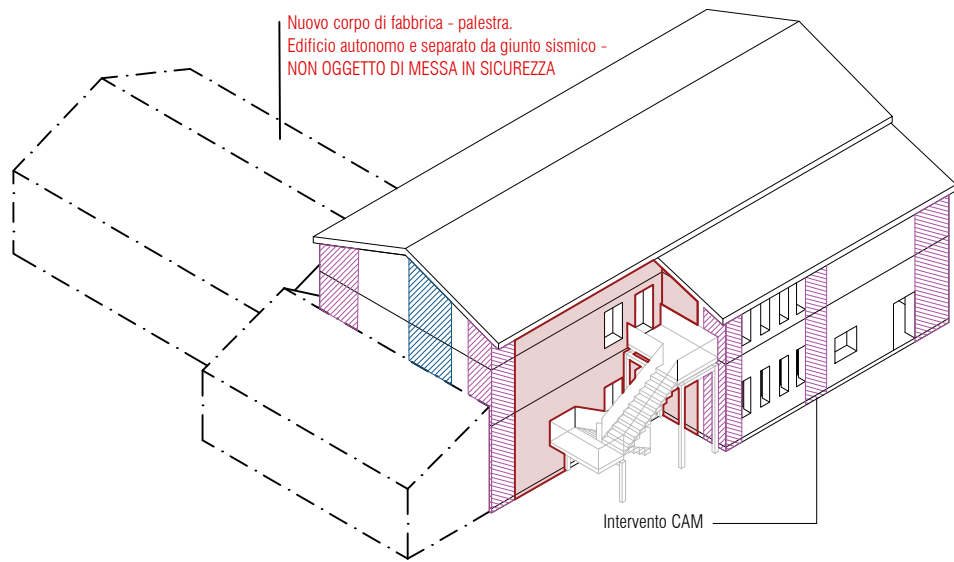 Nuovo corpo di fabbrica - palestra.
Edificio autonomo e separato da giunto sismico -
NON OGGETTO DI MESSA IN SICUREZZA
Intervento CAM